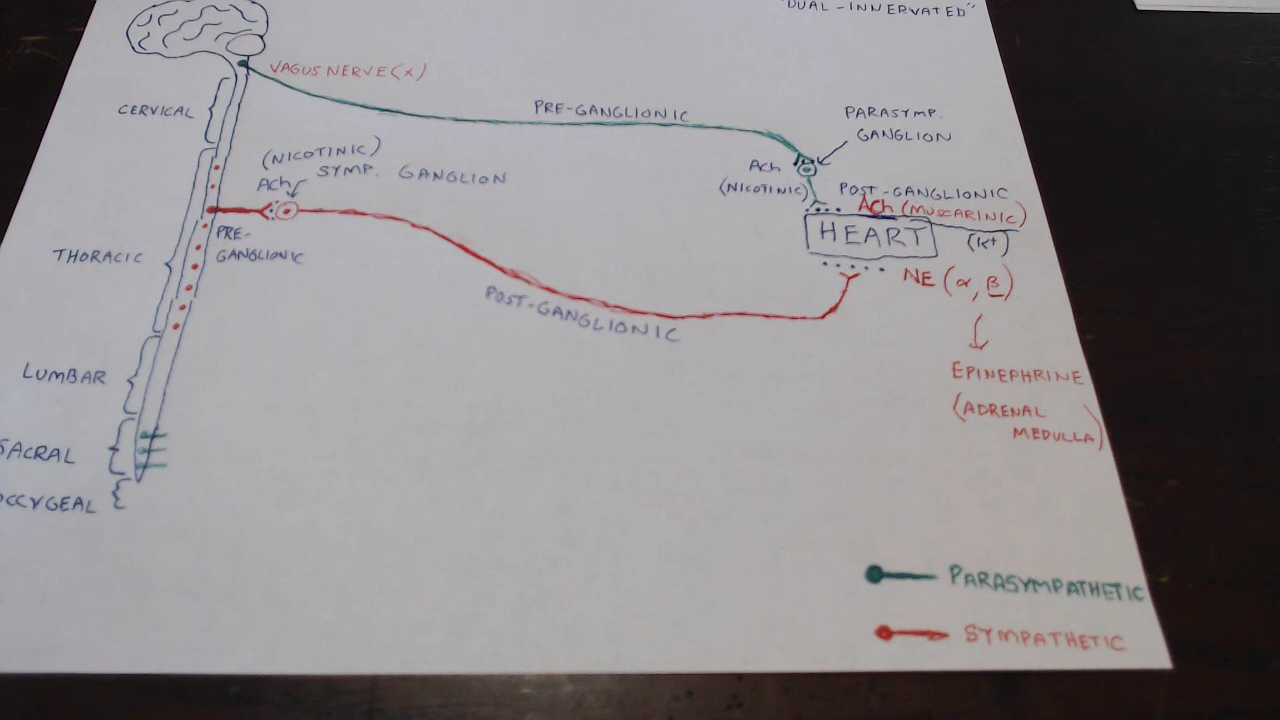 "DUAL-INNERVATED"
VAGUS NERVE (X)
CERVICAL
PRE-GANGLIONIC
PARASYMP.
GANGLION
(NICOTINIC)
SYMP. GANGLION
ACh
ACh
(NICOTINIC)
POST-GANGLIONIC
ACh (MUSCARINIC)
HEART
(K+)
PRE-
GANGLIONIC
THORACIC
NE (α, β)
POST-GANGLIONIC
EPINEPHRINE
(ADRENAL
MEDULLA)
LUMBAR
SACRAL
OCCYGEAL
PARASYMPATHETIC
SYMPATHETIC